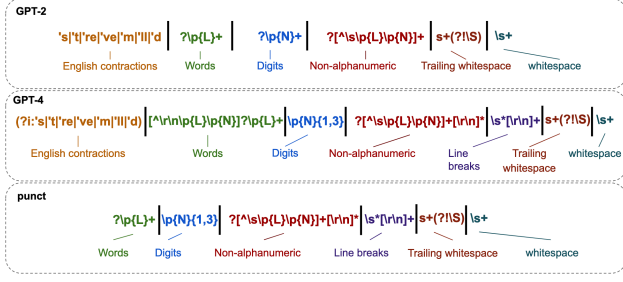 GPT-2
's|'t|'re|'ve|'m|'ll|'d | ?\p{L}+ | ?\p{N}+ | ?[^\s\p{L}\p{N}]+ | s+(?!\S) | \s+
English contractions Words Digits Non-alphanumeric Trailing whitespace whitespace
GPT-4
(?i:'s|'t|'re|'ve|'m|'ll|'d)|[^\r\n\p{L}\p{N}]?\p{L}+|\p{N}{1,3}| ?[^\s\p{L}\p{N}]+[\r\n]*|\s*[\r\n]+|s+(?!\S)|\s+
English contractions Words Digits Non-alphanumeric Line breaks Trailing whitespace whitespace
punct
?\p{L}+|\p{N}{1,3}| ?[^\s\p{L}\p{N}]+[\r\n]*|\s*[\r\n]+|s+(?!\S)|\s+
Words Digits Non-alphanumeric Line breaks Trailing whitespace whitespace